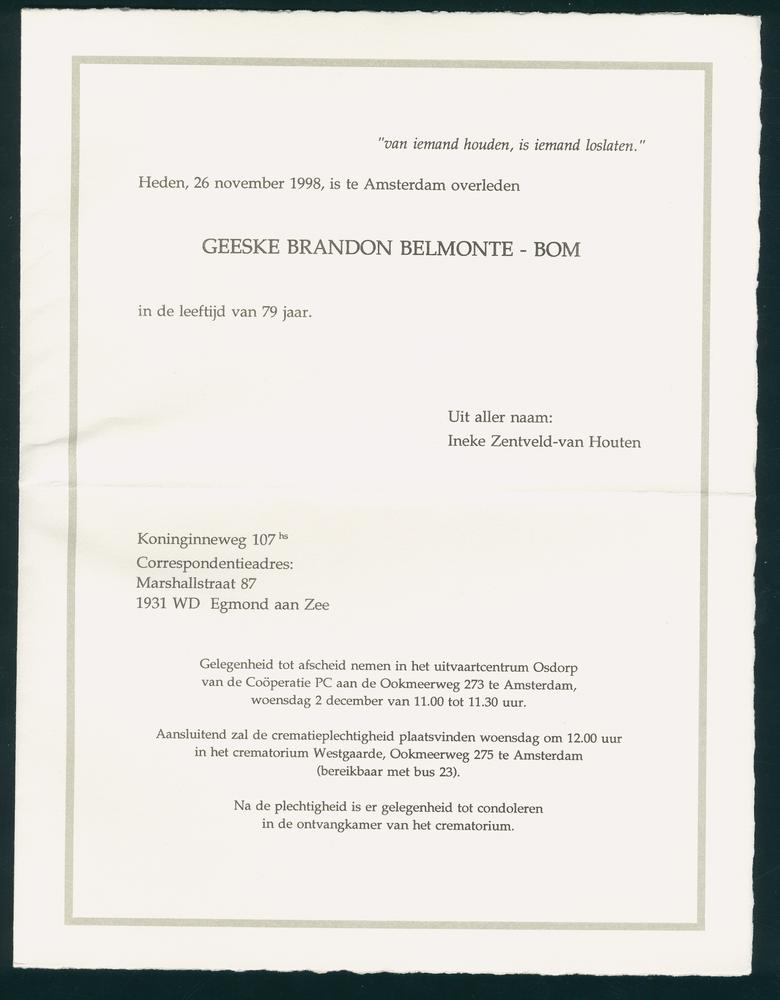 "van iemand houden, is iemand loslaten."
Heden, 26 november 1998, is te Amsterdam overleden
GEESKE BRANDON BELMONTE - BOM
in de leeftijd van 79 jaar.
Uit aller naam:
Ineke Zentveld-van Houten
Koninginneweg 107 hs
Correspondentieadres:
Marshallstraat 87
1931 WD Egmond aan Zee
Gelegenheid tot afscheid nemen in het uitvaartcentrum Osdorp
van de Coöperatie PC aan de Ookmeerweg 273 te Amsterdam,
woensdag 2 december van 11.00 tot 11.30 uur.
Aansluitend zal de crematieplechtigheid plaatsvinden woensdag om 12.00 uur
in het crematorium Westgaarde, Ookmeerweg 275 te Amsterdam
(bereikbaar met bus 23).
Na de plechtigheid is er gelegenheid tot condoleren
in de ontvangkamer van het crematorium.